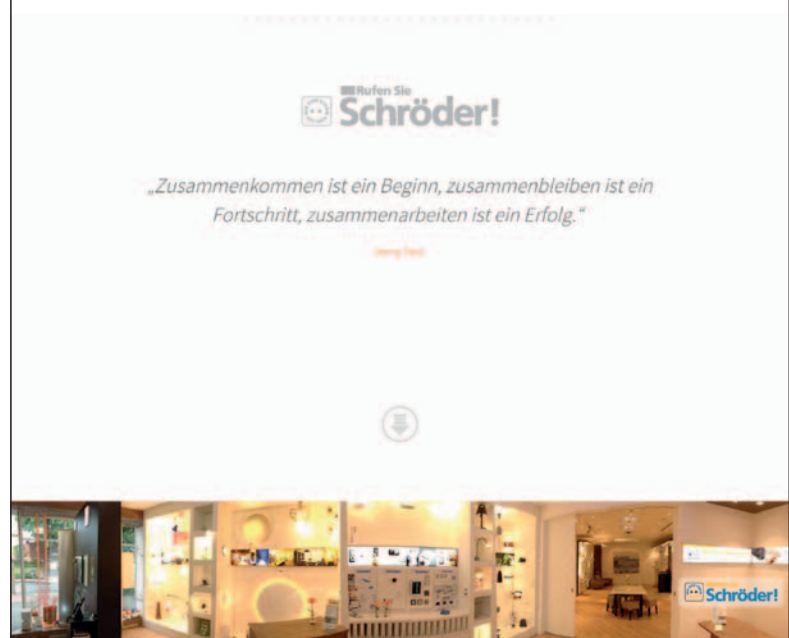 Rufen Sie
Schröder!
„Zusammenkommen ist ein Beginn, zusammenbleiben ist ein
Fortschritt, zusammenarbeiten ist ein Erfolg.“
Schröder!